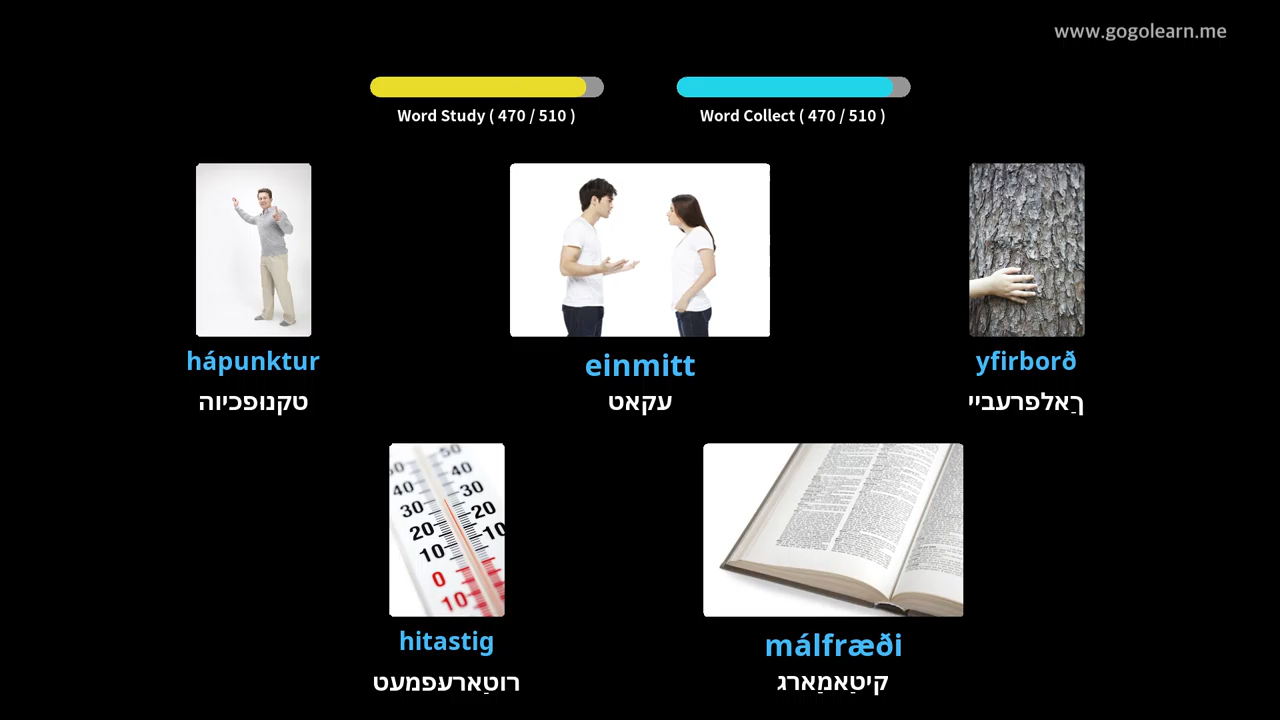 www.gogolearn.me
Word Study ( 470 / 510 )
Word Collect ( 470 / 510 )
hápunktur
טקנופכיוה
einmitt
עקאט
yfirborð
ךַאלפרעביי
hitastig
רוטַארעפמעט
málfræði
קיטַאמַארג